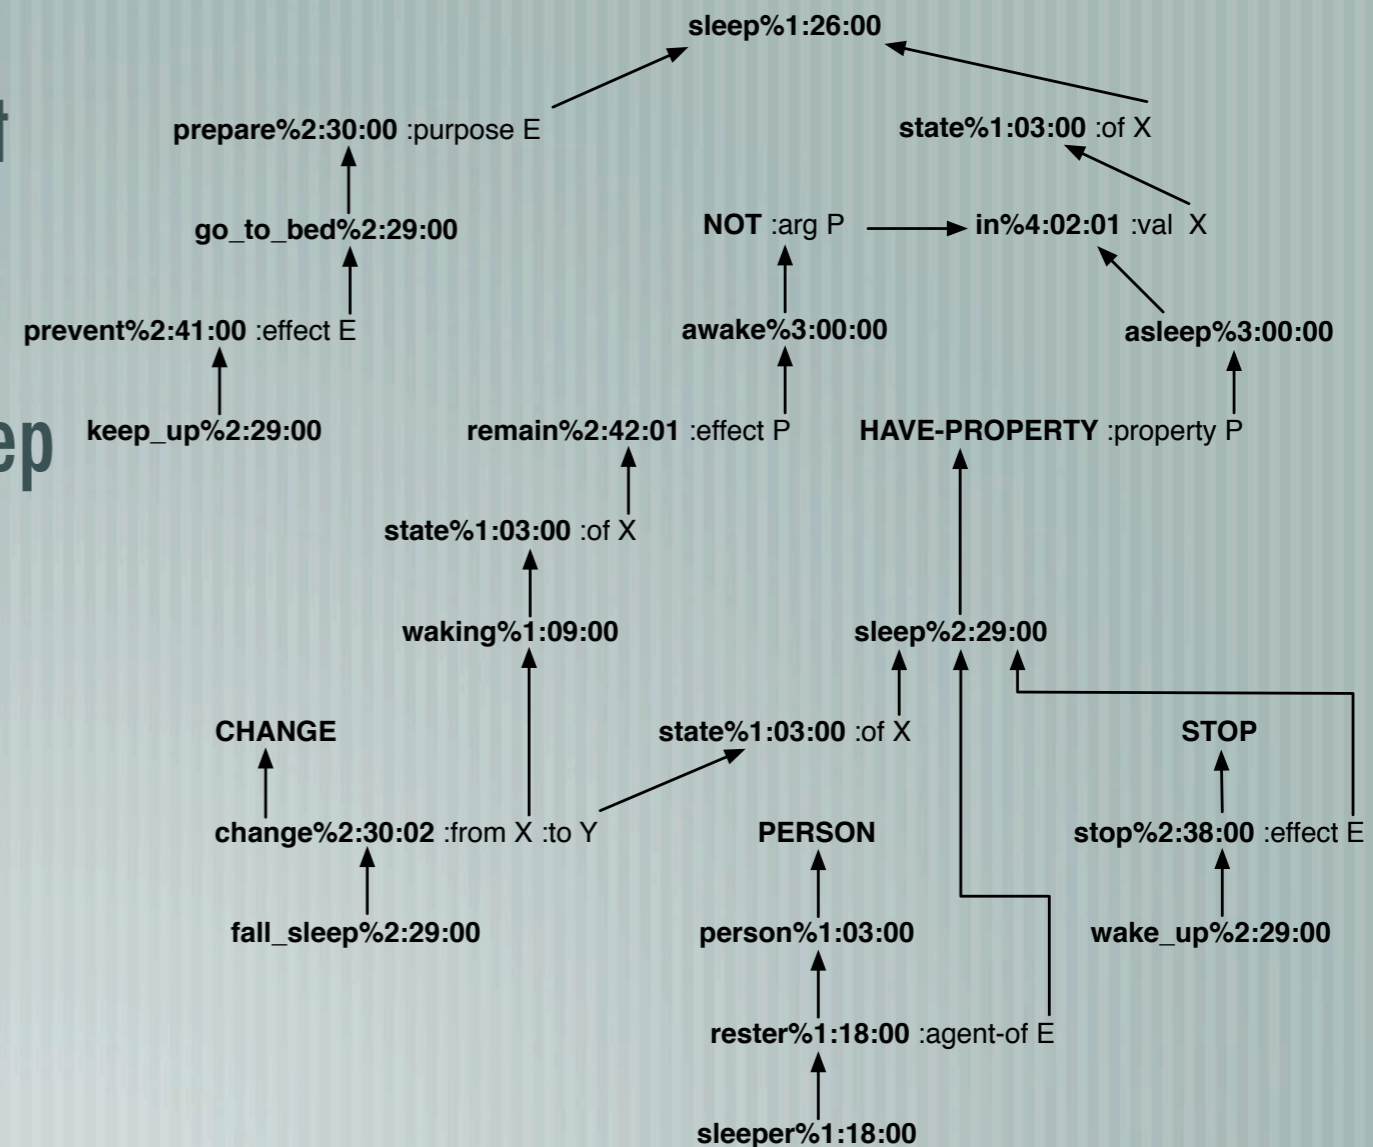 sleep%1:26:00
prepare%2:30:00 :purpose E
state%1:03:00 :of X
go_to_bed%2:29:00
NOT :arg P
in%4:02:01 :val X
prevent%2:41:00 :effect E
awake%3:00:00
asleep%3:00:00
keep_up%2:29:00
remain%2:42:01 :effect P
HAVE-PROPERTY :property P
state%1:03:00 :of X
waking%1:09:00
sleep%2:29:00
CHANGE
state%1:03:00 :of X
STOP
change%2:30:02 :from X :to Y
PERSON
stop%2:38:00 :effect E
fall_sleep%2:29:00
person%1:03:00
wake_up%2:29:00
rester%1:18:00 :agent-of E
sleeper%1:18:00